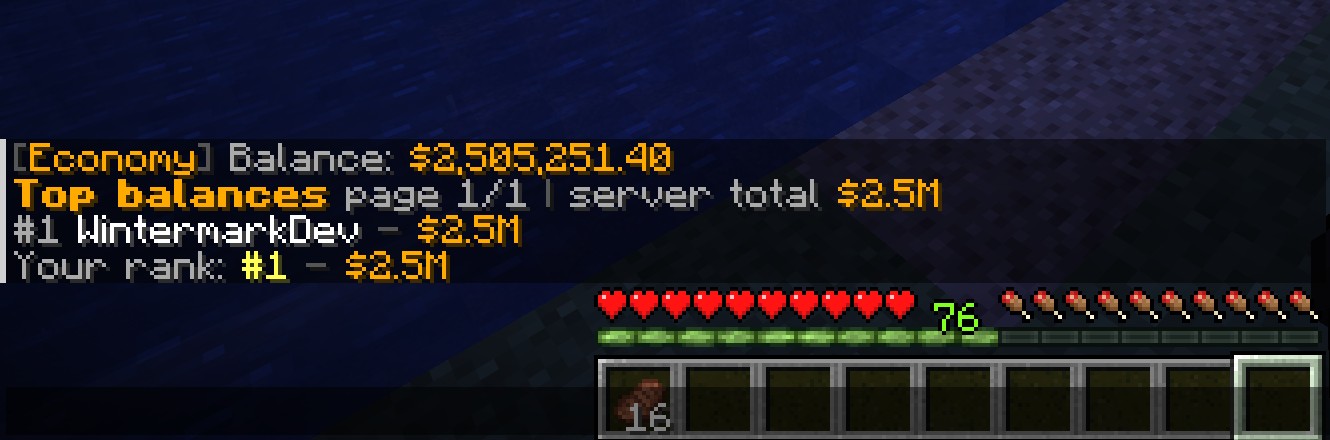 [Economy] Balance: $2,505,251.40
Top balances page 1/1 | server total $2.5M
#1 WintermarkDev - $2.5M
Your rank: #1 - $2.5M
76
16